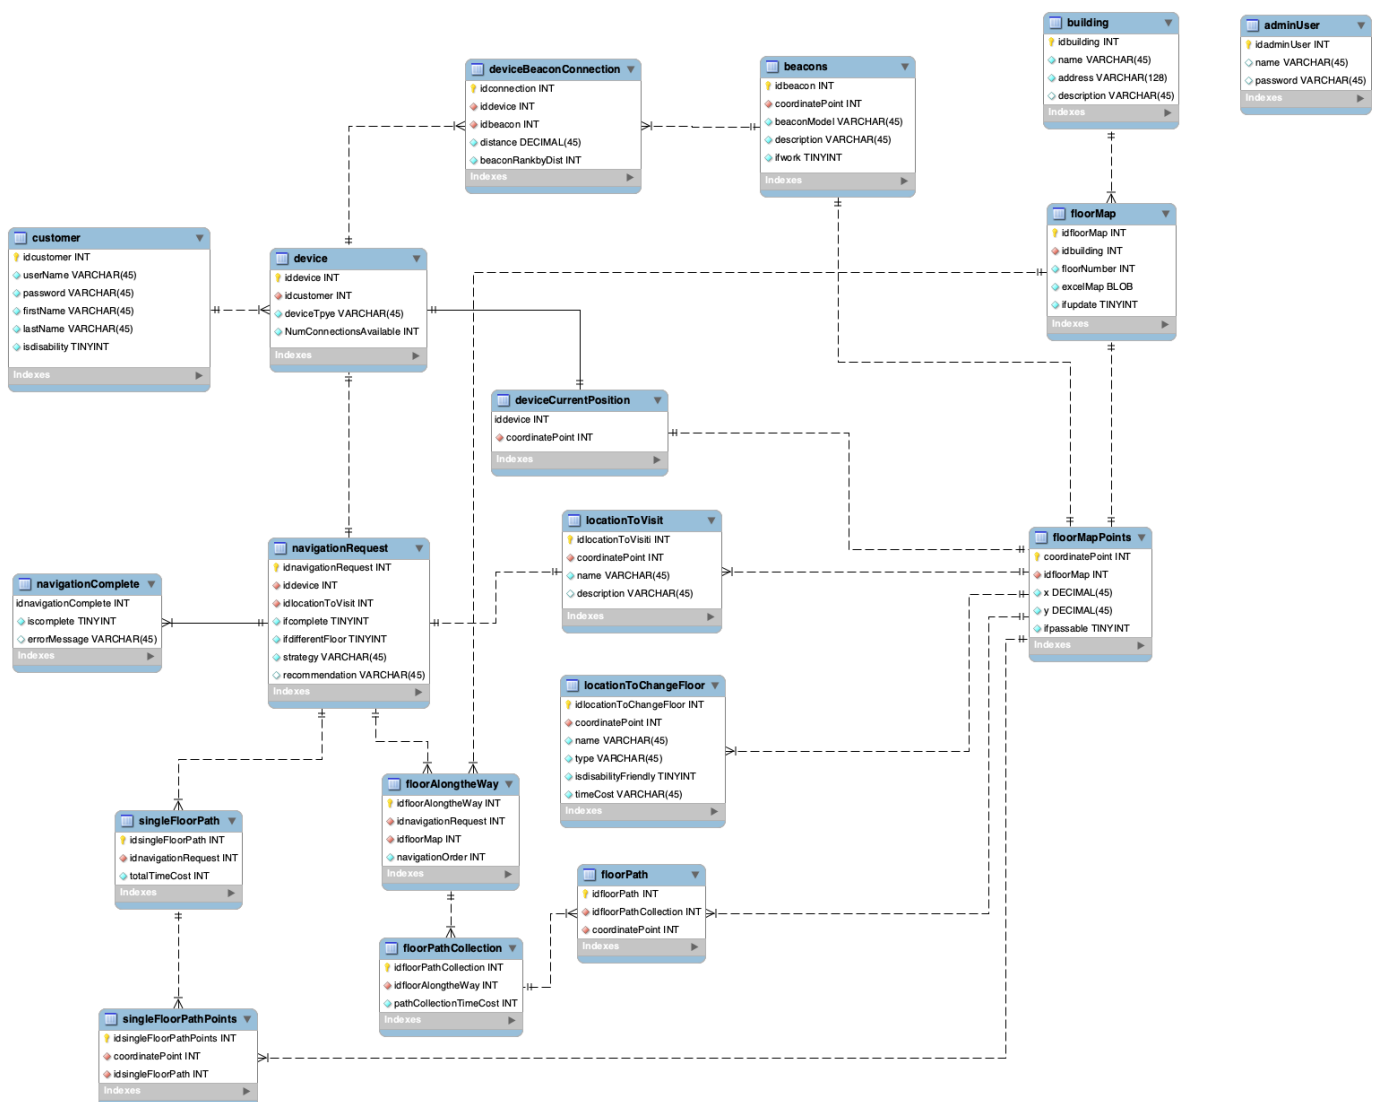 building
idbuilding INT
name VARCHAR(45)
address VARCHAR(128)
description VARCHAR(45)
Indexes
adminUser
idadminUser INT
name VARCHAR(45)
password VARCHAR(45)
Indexes
deviceBeaconConnection
idconnection INT
iddevice INT
idbeacon INT
distance DECIMAL(45)
beaconRankbyDist INT
Indexes
beacons
idbeacon INT
coordinatePoint INT
beaconModel VARCHAR(45)
description VARCHAR(45)
ifwork TINYINT
Indexes
floorMap
idfloorMap INT
idbuilding INT
floorNumber INT
excelMap BLOB
ifupdate TINYINT
Indexes
customer
idcustomer INT
userName VARCHAR(45)
password VARCHAR(45)
firstName VARCHAR(45)
lastName VARCHAR(45)
isdisability TINYINT
Indexes
device
iddevice INT
idcustomer INT
deviceTpye VARCHAR(45)
NumConnectionsAvailable INT
Indexes
deviceCurrentPosition
iddevice INT
coordinatePoint INT
Indexes
locationToVisit
idlocationToVisiti INT
coordinatePoint INT
name VARCHAR(45)
description VARCHAR(45)
Indexes
floorMapPoints
coordinatePoint INT
idfloorMap INT
x DECIMAL(45)
y DECIMAL(45)
ifpassable TINYINT
Indexes
navigationRequest
idnavigationRequest INT
iddevice INT
idlocationToVisit INT
ifcomplete TINYINT
ifdifferentFloor TINYINT
strategy VARCHAR(45)
recommendation VARCHAR(45)
Indexes
navigationComplete
idnavigationComplete INT
iscomplete TINYINT
errorMessage VARCHAR(45)
Indexes
locationToChangeFloor
idlocationToChangeFloor INT
coordinatePoint INT
name VARCHAR(45)
type VARCHAR(45)
isdisabilityFriendly TINYINT
timeCost VARCHAR(45)
Indexes
floorAlongtheWay
idfloorAlongtheWay INT
idnavigationRequest INT
idfloorMap INT
navigationOrder INT
Indexes
singleFloorPath
idsingleFloorPath INT
idnavigationRequest INT
totalTimeCost INT
Indexes
floorPath
idfloorPath INT
idfloorPathCollection INT
coordinatePoint INT
Indexes
floorPathCollection
idfloorPathCollection INT
idfloorAlongtheWay INT
pathCollectionTimeCost INT
Indexes
singleFloorPathPoints
idsingleFloorPathPoints INT
coordinatePoint INT
idsingleFloorPath INT
Indexes